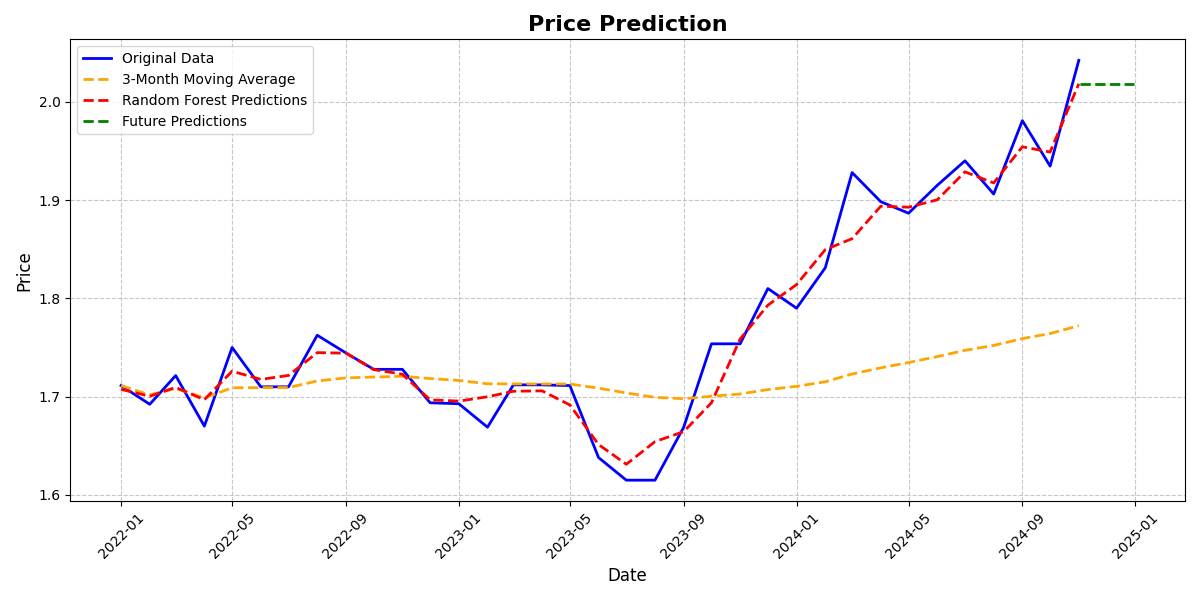 Price Prediction
Original Data
3-Month Moving Average
Random Forest Predictions
Future Predictions
Price
2.0
1.9
1.8
1.7
1.6
2022-01
2022-05
2022-09
2023-01
2023-05
2023-09
2024-01
2024-05
2024-09
2025-01
Date